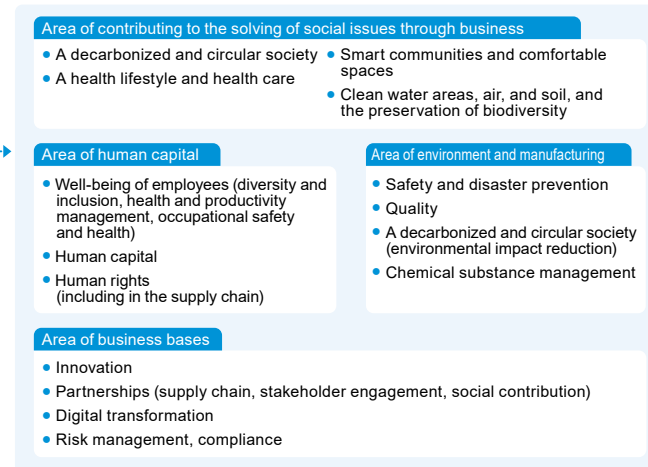 Area of contributing to the solving of social issues through business
• A decarbonized and circular society
• A health lifestyle and health care
• Smart communities and comfortable
spaces
• Clean water areas, air, and soil, and
the preservation of biodiversity
Area of human capital
• Well-being of employees (diversity and
inclusion, health and productivity
management, occupational safety
and health)
• Human capital
• Human rights
(including in the supply chain)
Area of environment and manufacturing
• Safety and disaster prevention
• Quality
• A decarbonized and circular society
(environmental impact reduction)
• Chemical substance management
Area of business bases
• Innovation
• Partnerships (supply chain, stakeholder engagement, social contribution)
• Digital transformation
• Risk management, compliance